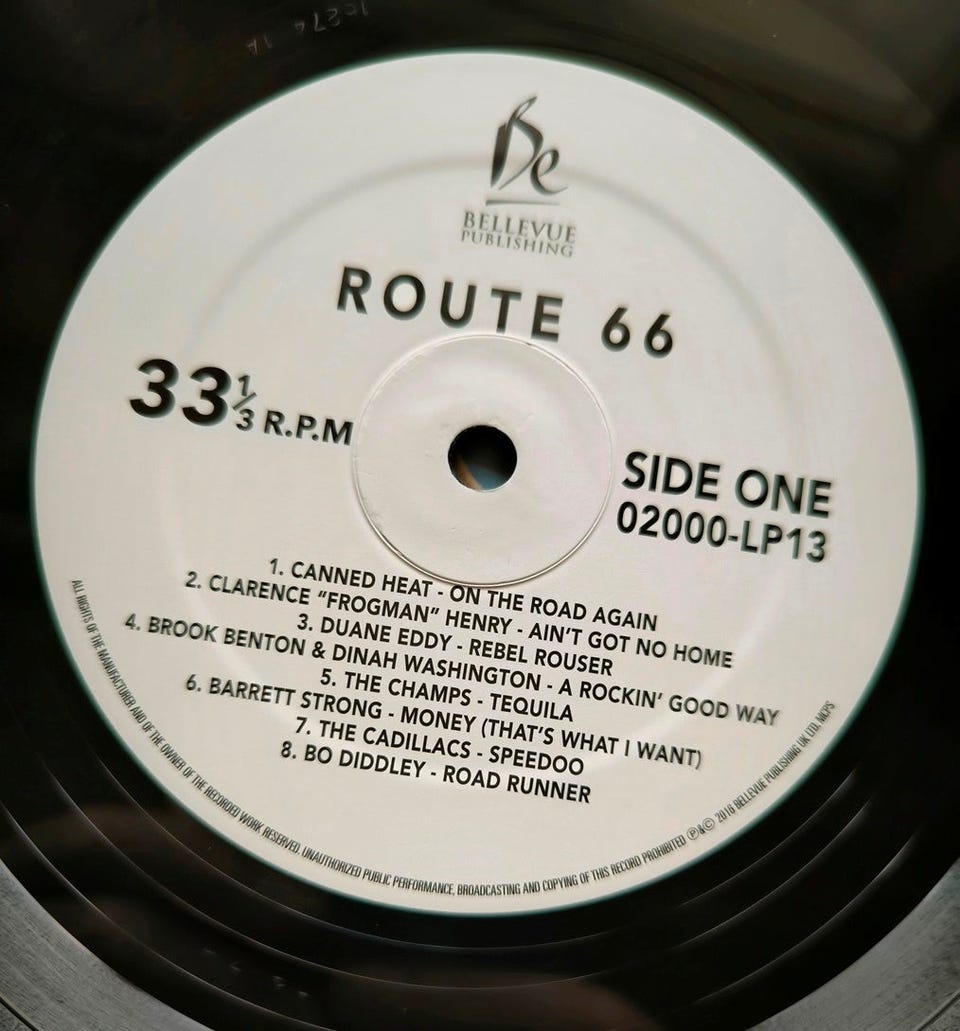 Be
BELLEVUE
PUBLISHING
ROUTE 66
33 1/3 R.P.M
SIDE ONE
02000-LP13
1. CANNED HEAT - ON THE ROAD AGAIN
2. CLARENCE "FROGMAN" HENRY - AIN'T GOT NO HOME
3. DUANE EDDY - REBEL ROUSER
4. BROOK BENTON & DINAH WASHINGTON - A ROCKIN' GOOD WAY
5. THE CHAMPS - TEQUILA
6. BARRETT STRONG - MONEY (THAT'S WHAT I WANT)
7. THE CADILLACS - SPEEDOO
8. BO DIDDLEY - ROAD RUNNER
ALL RIGHTS OF THE MANUFACTURER AND OF THE OWNER OF THE RECORDED WORK RESERVED. UNAUTHORIZED PUBLIC PERFORMANCE, BROADCASTING AND COPYING OF THIS RECORD PROHIBITED ℗&© 2016 BELLEVUE PUBLISHING UK LTD. MCPS